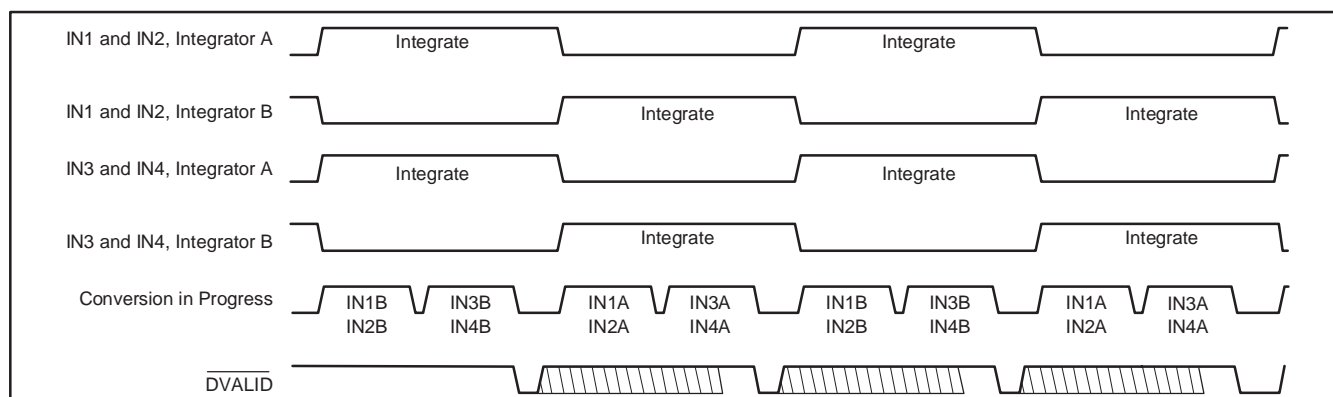 IN1 and IN2, Integrator A
Integrate Integrate
IN1 and IN2, Integrator B
Integrate Integrate
IN3 and IN4, Integrator A
Integrate Integrate
IN3 and IN4, Integrator B
Integrate Integrate
Conversion in Progress
IN1B IN3B IN1A IN3A IN1B IN3B IN1A IN3A
IN2B IN4B IN2A IN4A IN2B IN4B IN2A IN4A
DVALID